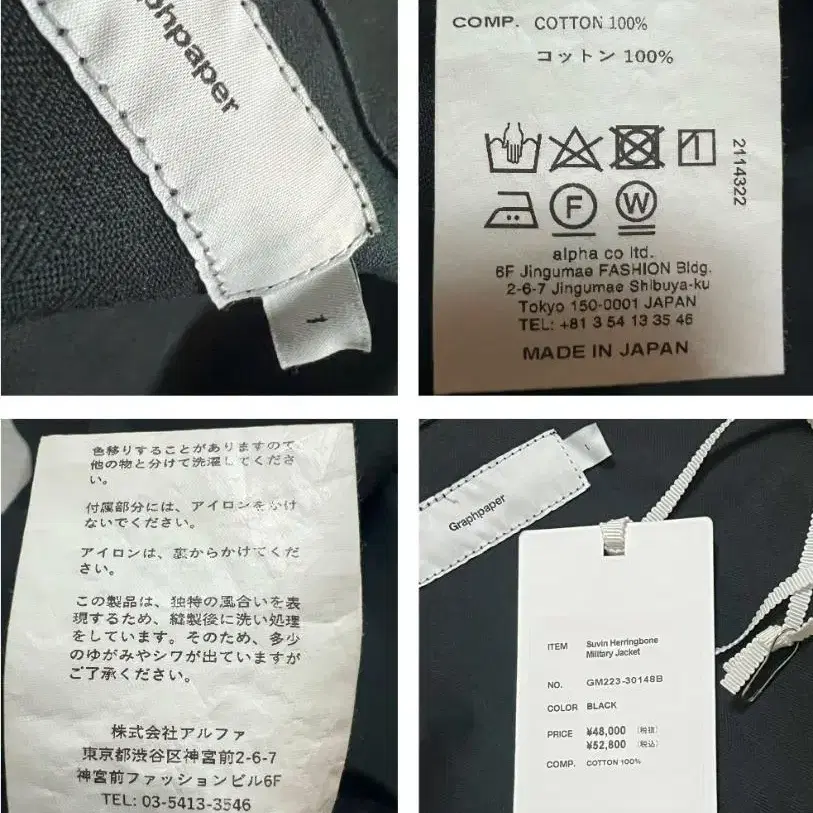 Graphpaper
1
COMP. COTTON 100%
コットン 100%
2114322
F
W
alpha co ltd.
6F Jingumae FASHION Bldg.
2-6-7 Jingumae Shibuya-ku
Tokyo 150-0001 JAPAN
TEL: +81 3 54 13 35 46
MADE IN JAPAN
色移りすることがありますので、
他の物と分けて洗濯してくださ
い。
付属部分には、アイロンをかけ
ないでください。
アイロンは、裏からかけてくだ
さい。
この製品は、独特の風合いを表
現するため、縫製後に洗い処理
をしています。そのため、多少
のゆがみやシワが出ていますが
ご了承ください。
株式会社アルファ
東京都渋谷区神宮前2-6-7
神宮前ファッションビル6F
TEL: 03-5413-3546
Graphpaper
1
ITEM Suvin Herringbone
Military Jacket
NO. GM223-30148B
COLOR BLACK
PRICE ¥48,000 (税抜)
¥52,800 (税込)
COMP. COTTON 100%